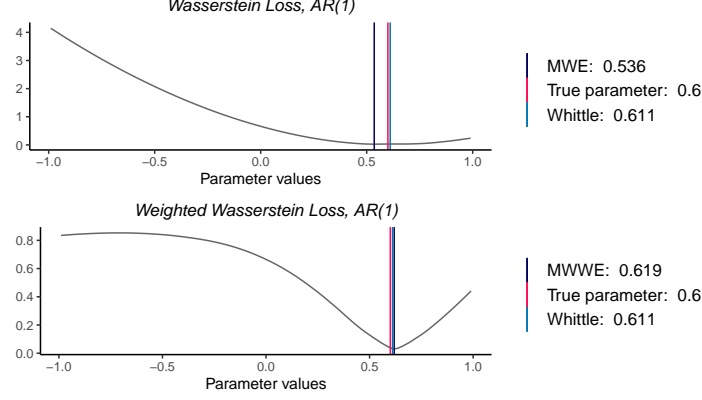 Wasserstein Loss, AR(1)
4
3
2
1
0
−1.0 −0.5 0.0 0.5 1.0
Parameter values
MWE: 0.536
True parameter: 0.6
Whittle: 0.611
Weighted Wasserstein Loss, AR(1)
0.8
0.6
0.4
0.2
0.0
−1.0 −0.5 0.0 0.5 1.0
Parameter values
MWWE: 0.619
True parameter: 0.6
Whittle: 0.611